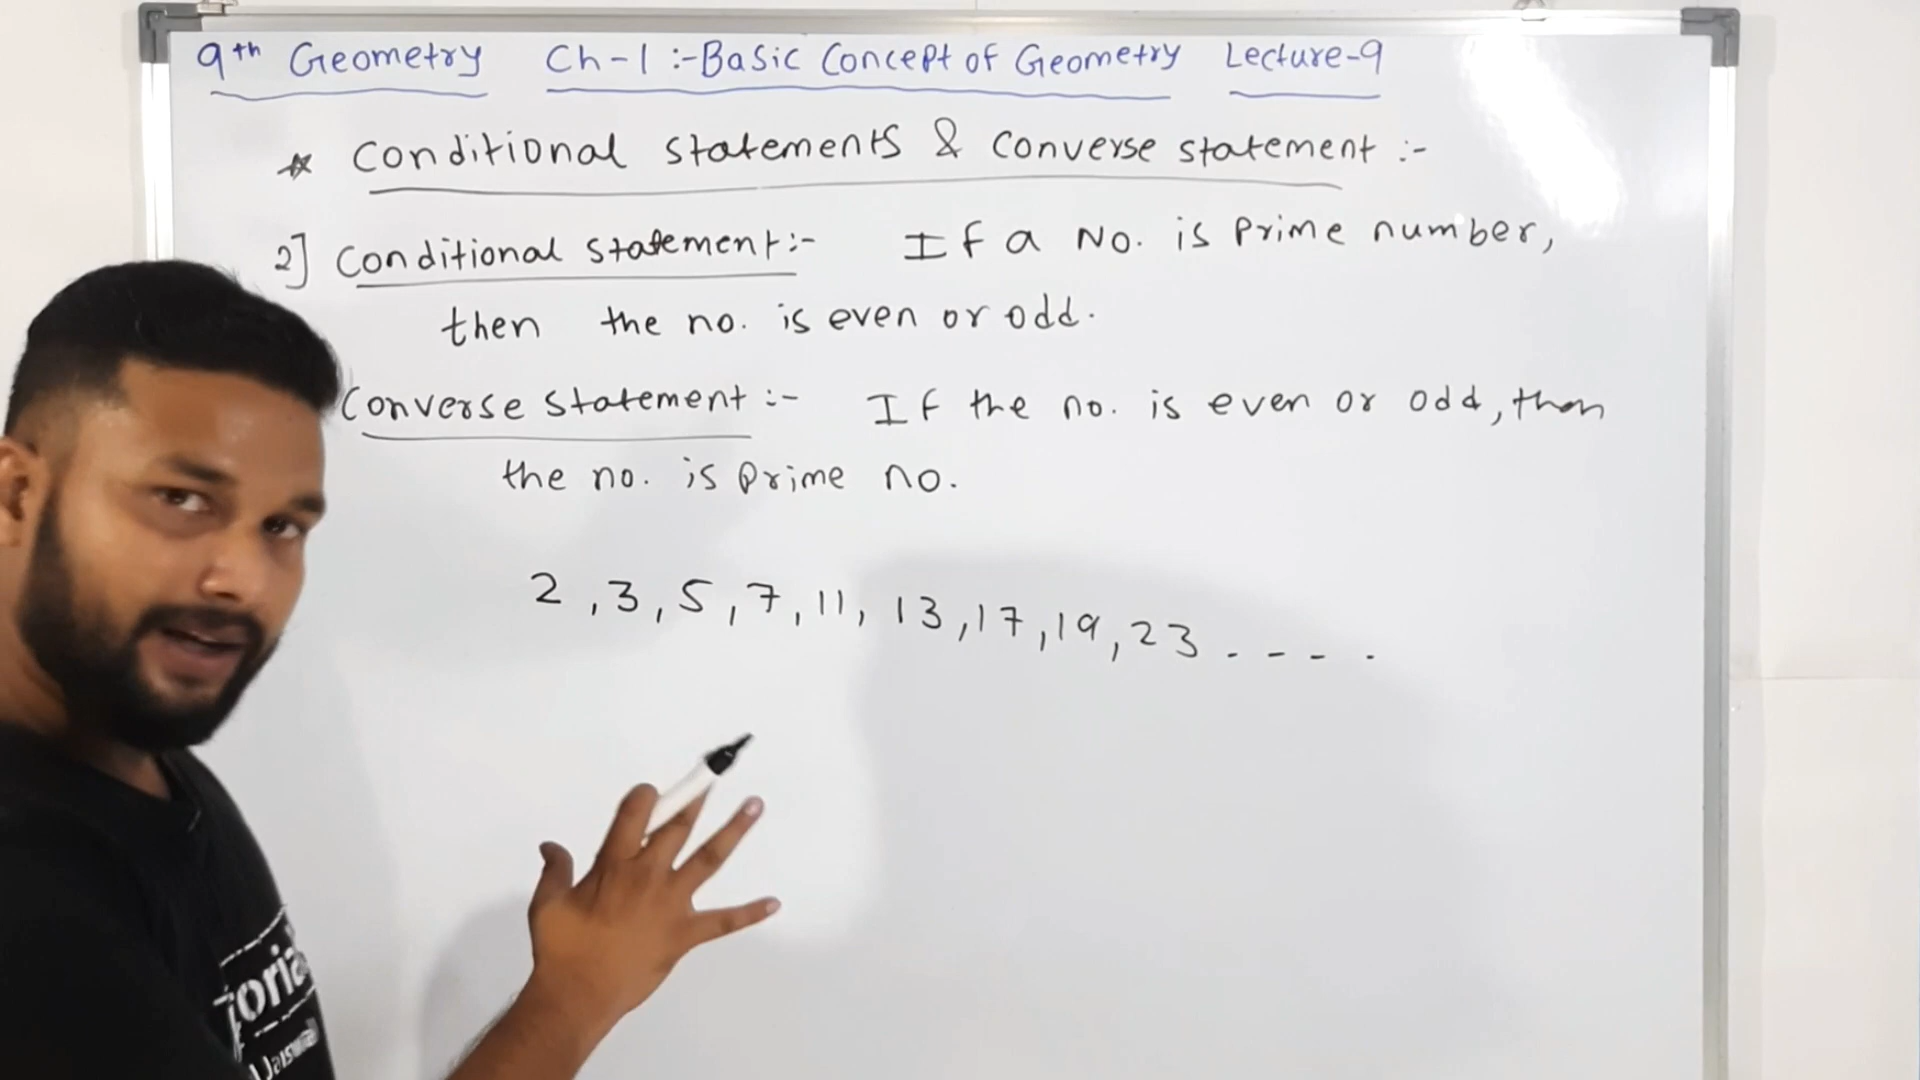 9th Geometry Ch-1 :- Basic Concept of Geometry Lecture-9
* Conditional statements & Converse statement :-
2] Conditional statement:- If a No. is Prime number,
then the no. is even or odd.
Converse statement :- If the no. is even or odd, then
the no. is Prime no.
2, 3, 5, 7, 11, 13, 17, 19, 23 . - - - .